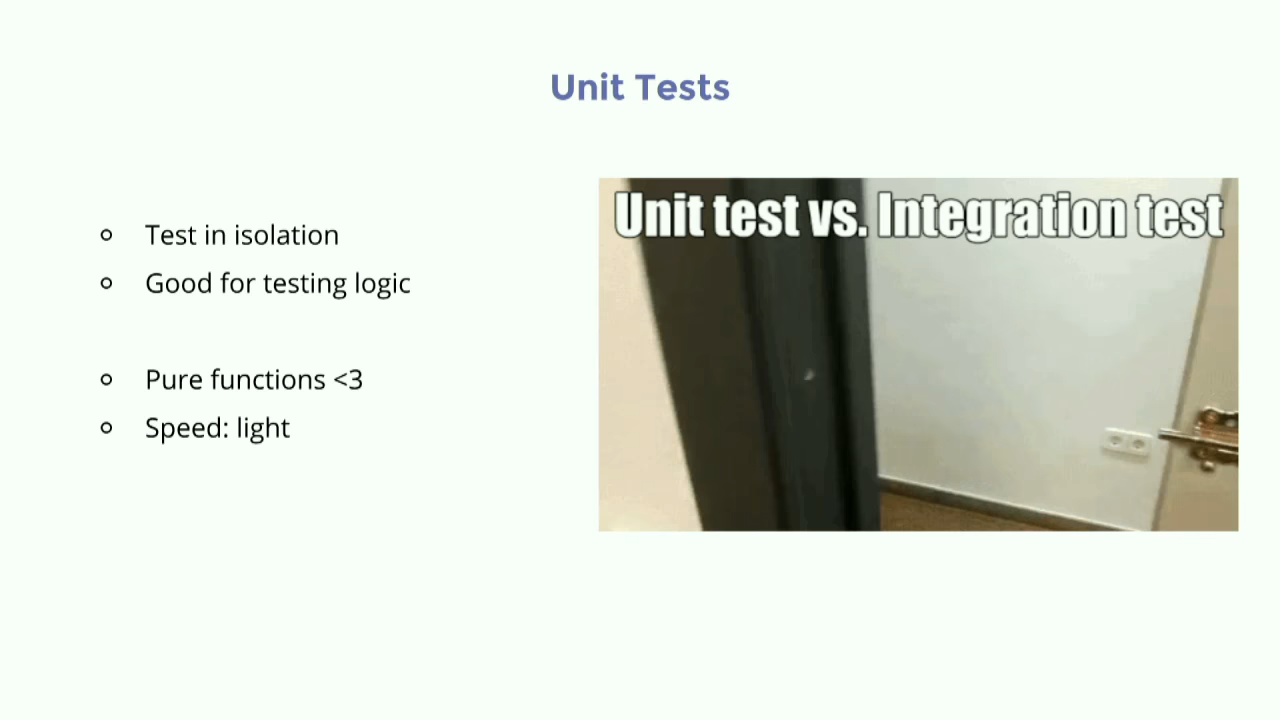 Unit Tests
Test in isolation
Good for testing logic
Pure functions <3
Speed: light
Unit test vs. Integration test